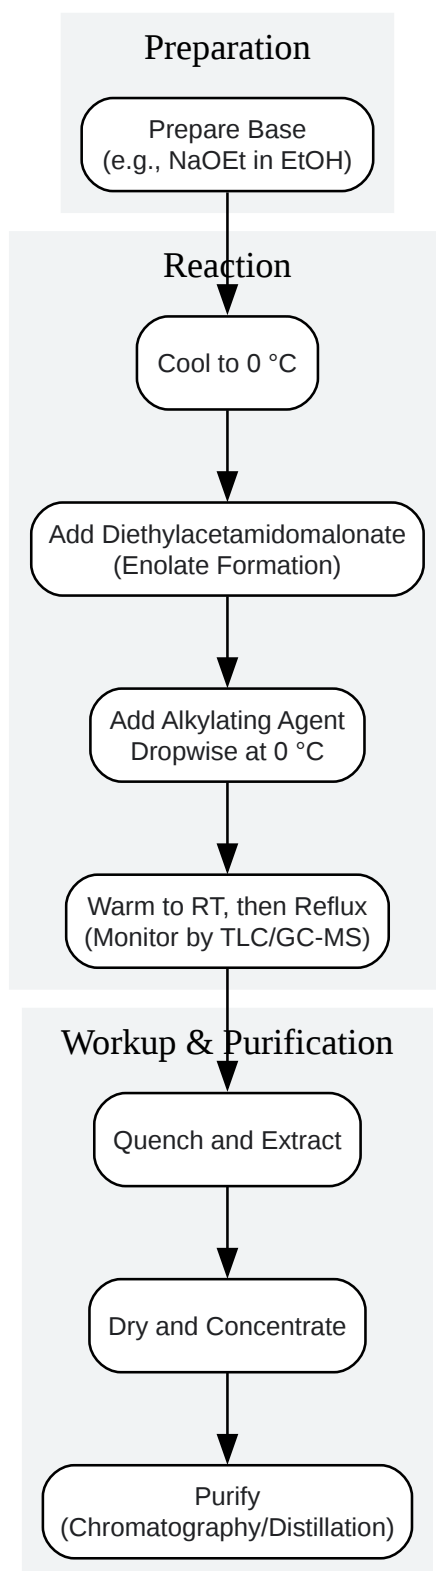 Preparation
Prepare Base
(e.g., NaOEt in EtOH)
Reaction
Cool to 0 °C
Add Diethylacetamidomalonate
(Enolate Formation)
Add Alkylating Agent
Dropwise at 0 °C
Warm to RT, then Reflux
(Monitor by TLC/GC-MS)
Workup & Purification
Quench and Extract
Dry and Concentrate
Purify
(Chromatography/Distillation)